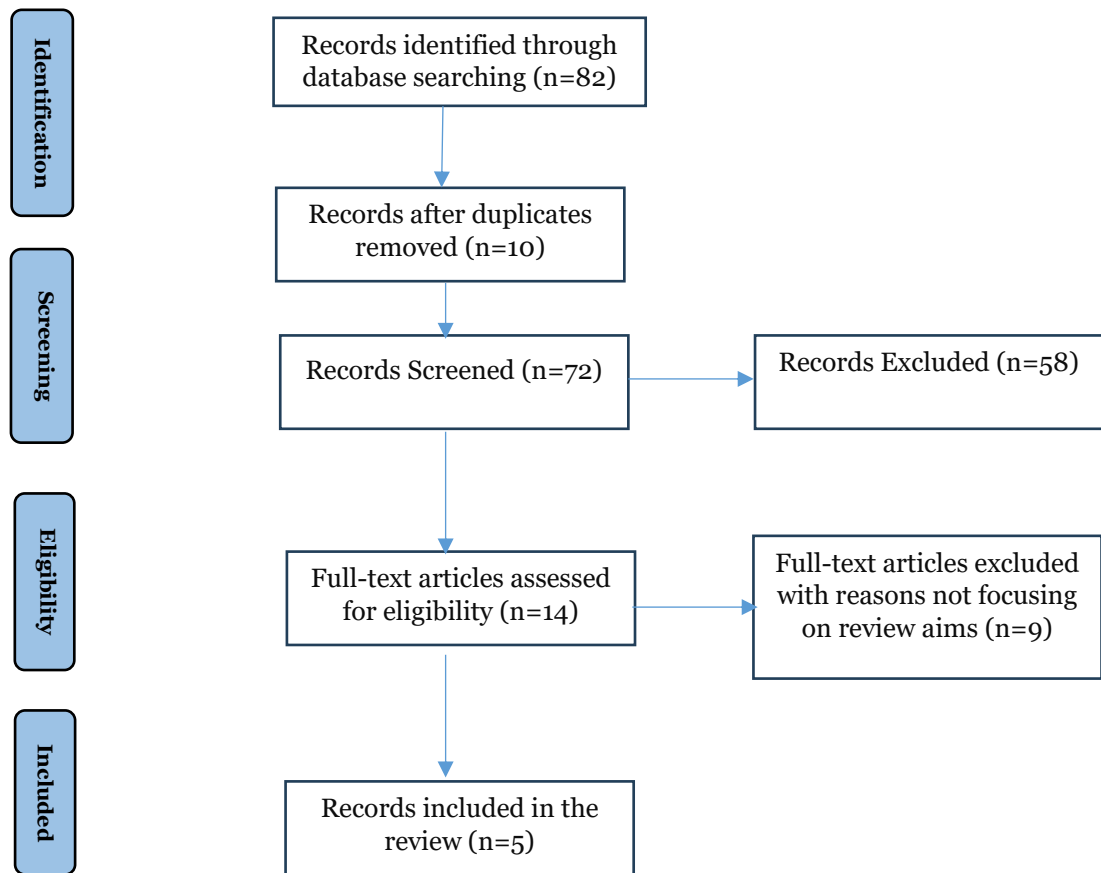 Identification
Records identified through
database searching (n=82)
Records after duplicates
removed (n=10)
Screening
Records Screened (n=72)
Records Excluded (n=58)
Eligibility
Full-text articles assessed
for eligibility (n=14)
Full-text articles excluded
with reasons not focusing
on review aims (n=9)
Included
Records included in the
review (n=5)